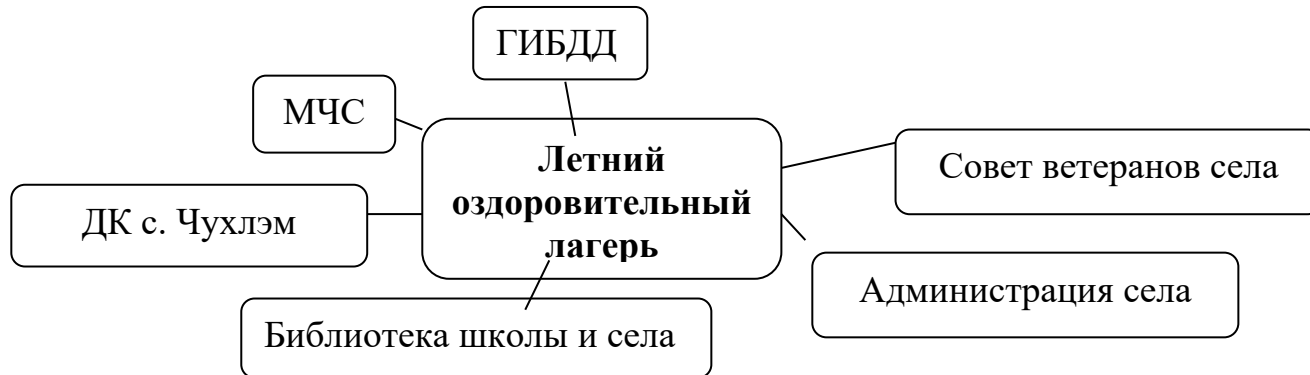 ГИБДД
МЧС
Летний
оздоровительный
лагерь
Совет ветеранов села
ДК с. Чухлэм
Администрация села
Библиотека школы и села